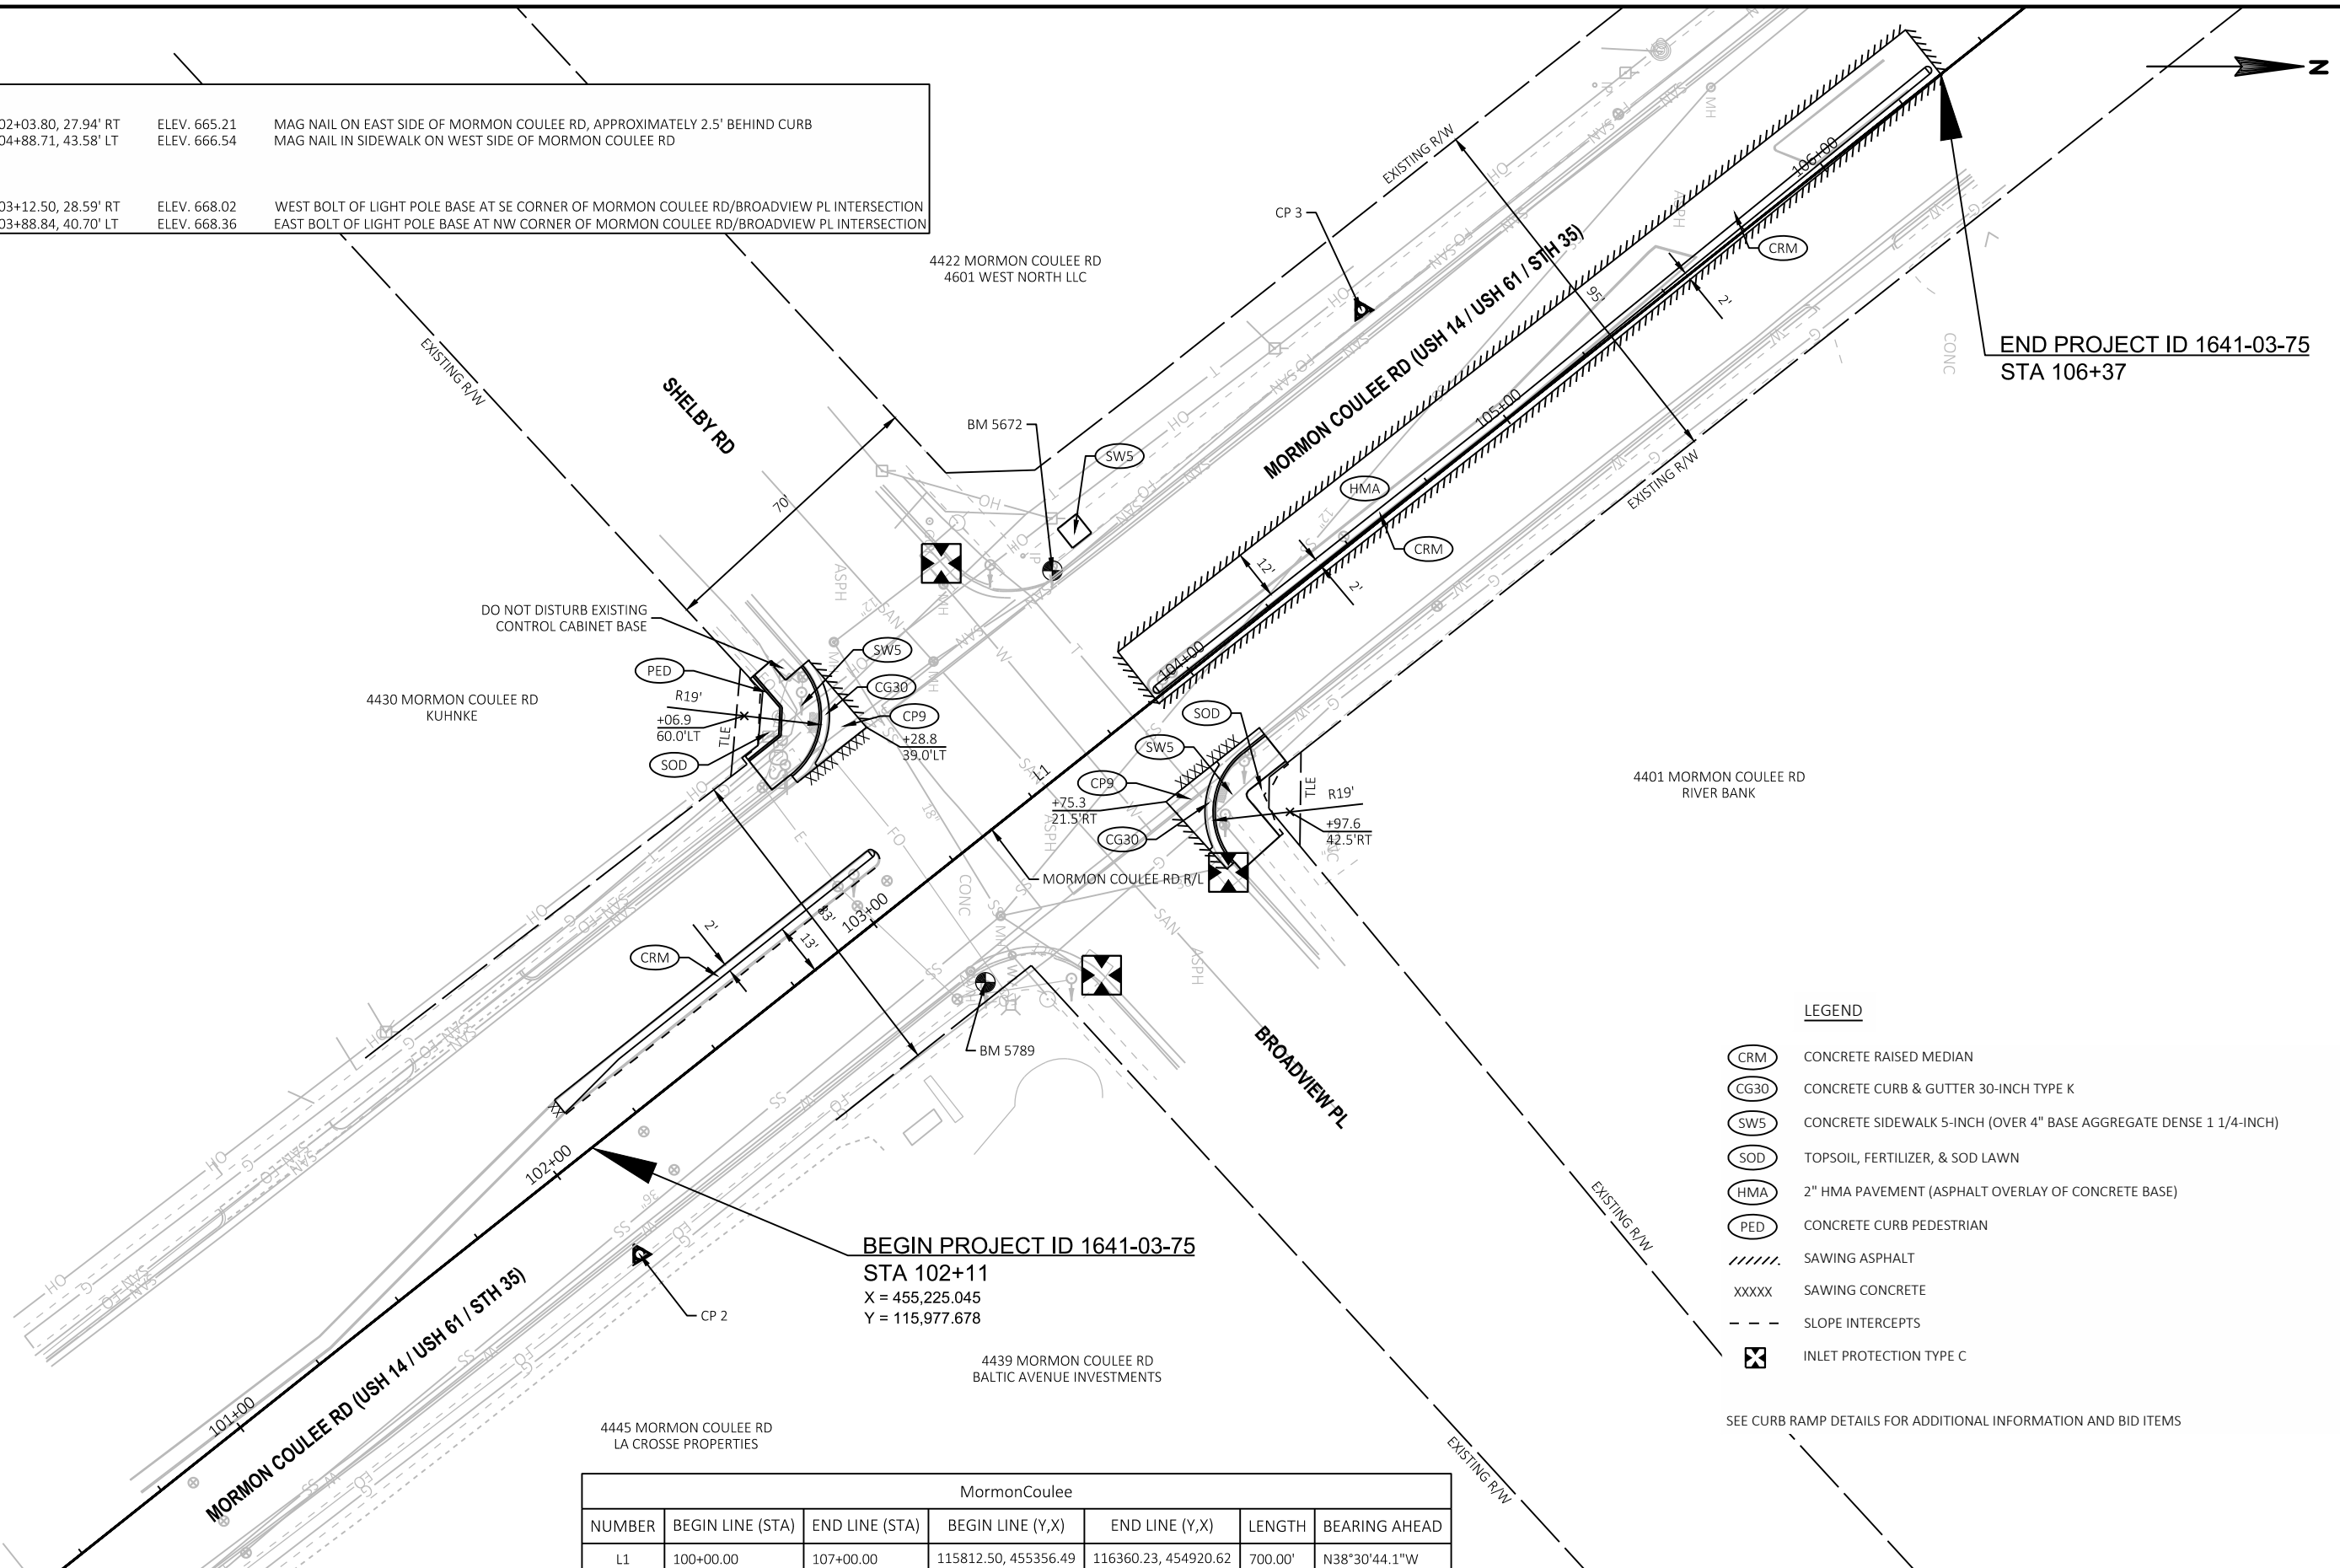 02+03.80, 27.94' RT ELEV. 665.21 MAG NAIL ON EAST SIDE OF MORMON COULEE RD, APPROXIMATELY 2.5' BEHIND CURB
04+88.71, 43.58' LT ELEV. 666.54 MAG NAIL IN SIDEWALK ON WEST SIDE OF MORMON COULEE RD
03+12.50, 28.59' RT ELEV. 668.02 WEST BOLT OF LIGHT POLE BASE AT SE CORNER OF MORMON COULEE RD/BROADVIEW PL INTERSECTION
03+88.84, 40.70' LT ELEV. 668.36 EAST BOLT OF LIGHT POLE BASE AT NW CORNER OF MORMON COULEE RD/BROADVIEW PL INTERSECTION
N
EXISTING R/W
CP 3
4422 MORMON COULEE RD
4601 WEST NORTH LLC
MORMON COULEE RD (USH 14 / USH 61 / STH 35)
95'
106+00
CRM
2'
END PROJECT ID 1641-03-75
STA 106+37
EXISTING R/W
SHELBY RD
BM 5672
SW5
105+00
HMA
CRM
EXISTING R/W
70'
12'
2'
DO NOT DISTURB EXISTING
CONTROL CABINET BASE
SW5
PED
R19'
CG30
104+00
4430 MORMON COULEE RD
KUHNKE
+06.9
60.0'LT
TLE
CP9
+28.8
39.0'LT
SOD
SOD
SW5
CP9
L1
+75.3
21.5'RT
CG30
TLE
R19'
+97.6
42.5'RT
4401 MORMON COULEE RD
RIVER BANK
MORMON COULEE RD R/L
ASPH
ASPH
ASPH
ASPH
CONC
CONC
103+00
83'
13'
2'
CRM
BM 5789
BROADVIEW PL
102+00
BEGIN PROJECT ID 1641-03-75
STA 102+11
X = 455,225.045
Y = 115,977.678
CP 2
EXISTING R/W
4439 MORMON COULEE RD
BALTIC AVENUE INVESTMENTS
101+00
MORMON COULEE RD (USH 14 / USH 61 / STH 35)
4445 MORMON COULEE RD
LA CROSSE PROPERTIES
EXISTING R/W
LEGEND
CRM CONCRETE RAISED MEDIAN
CG30 CONCRETE CURB & GUTTER 30-INCH TYPE K
SW5 CONCRETE SIDEWALK 5-INCH (OVER 4" BASE AGGREGATE DENSE 1 1/4-INCH)
SOD TOPSOIL, FERTILIZER, & SOD LAWN
HMA 2" HMA PAVEMENT (ASPHALT OVERLAY OF CONCRETE BASE)
PED CONCRETE CURB PEDESTRIAN
SAWING ASPHALT
XXXXX SAWING CONCRETE
SLOPE INTERCEPTS
INLET PROTECTION TYPE C
SEE CURB RAMP DETAILS FOR ADDITIONAL INFORMATION AND BID ITEMS
MormonCoulee
NUMBER BEGIN LINE (STA) END LINE (STA) BEGIN LINE (Y,X) END LINE (Y,X) LENGTH BEARING AHEAD
L1 100+00.00 107+00.00 115812.50, 455356.49 116360.23, 454920.62 700.00' N38°30'44.1"W